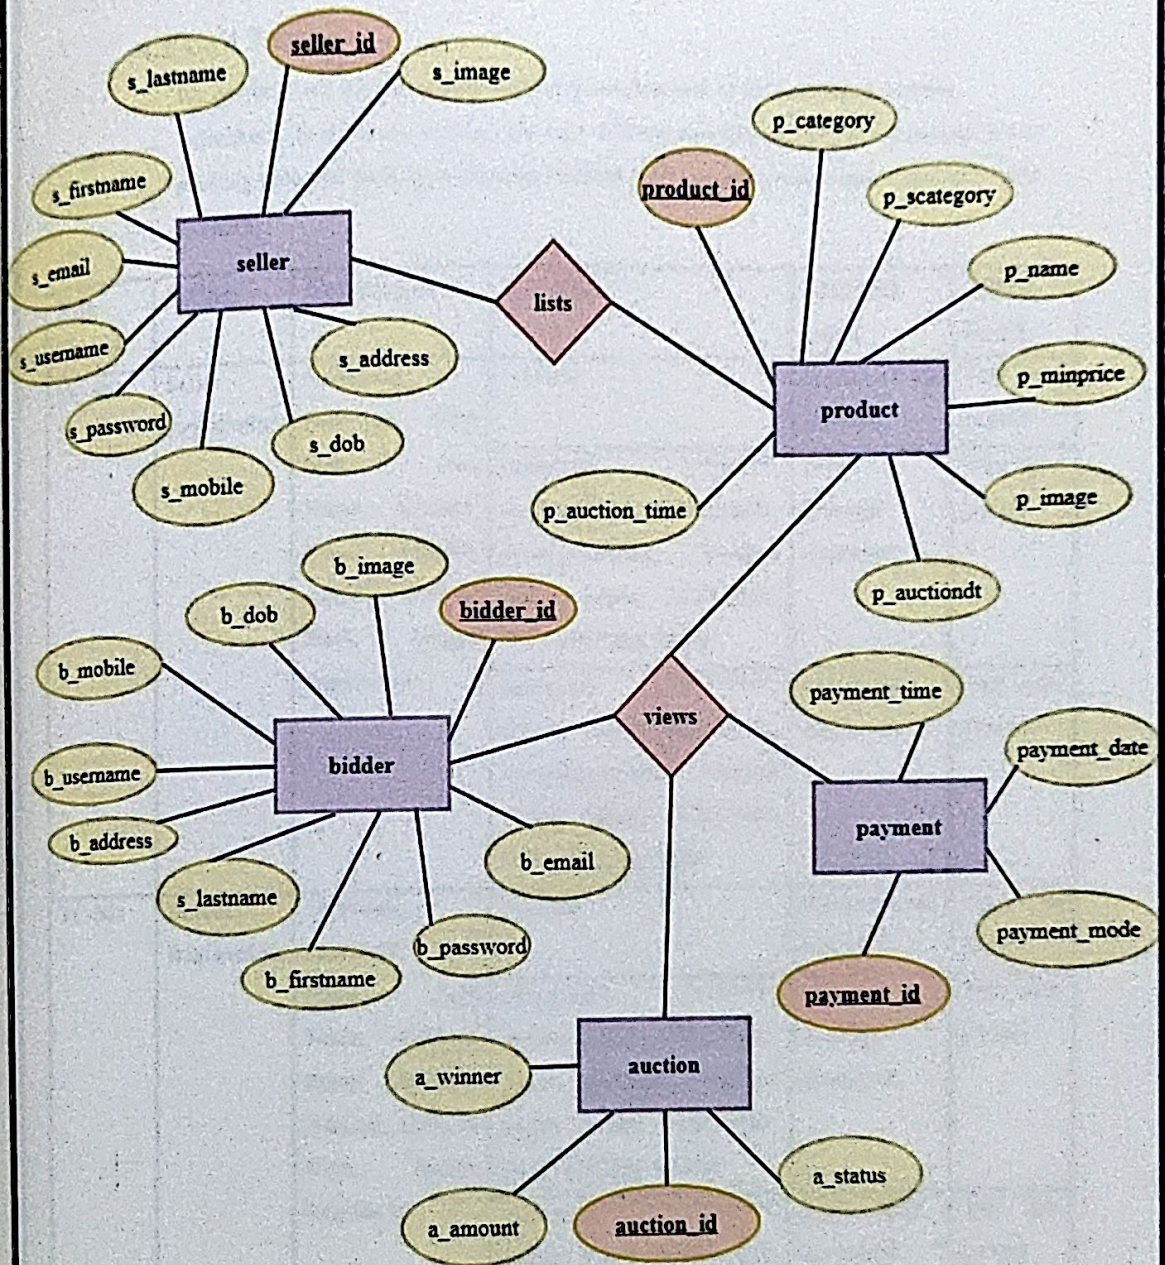 seller_id
s_lastname
s_image
s_firstname
s_email
s_username
s_password
s_mobile
s_dob
s_address
seller
lists
p_category
product_id
p_scategory
p_name
p_minprice
product
p_image
p_auction_time
p_auctiondt
b_image
b_dob
bidder_id
b_mobile
b_username
bidder
b_address
s_lastname
b_firstname
b_password
b_email
views
payment_time
payment_date
payment
payment_mode
payment_id
auction
a_winner
a_amount
auction_id
a_status